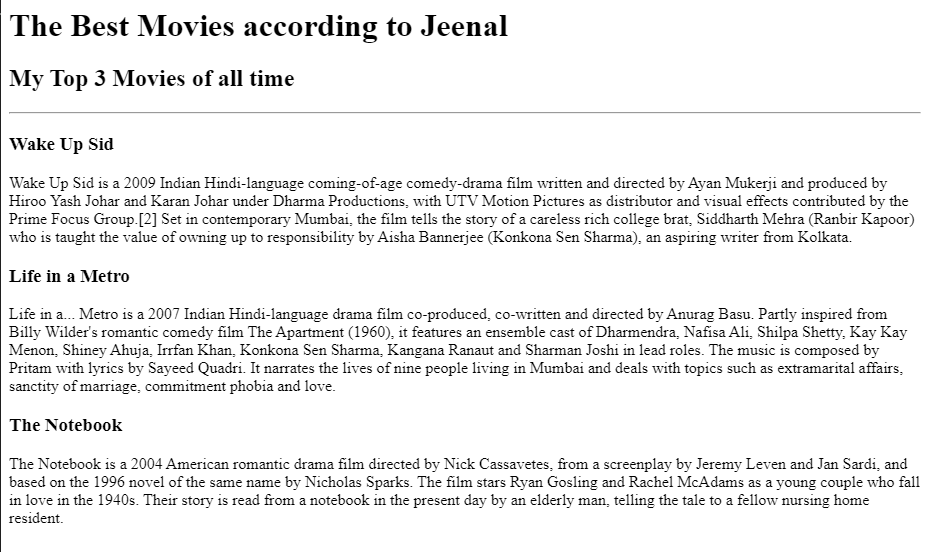 The Best Movies according to Jeenal
My Top 3 Movies of all time
Wake Up Sid
Wake Up Sid is a 2009 Indian Hindi-language coming-of-age comedy-drama film written and directed by Ayan Mukerji and produced by
Hiroo Yash Johar and Karan Johar under Dharma Productions, with UTV Motion Pictures as distributor and visual effects contributed by the
Prime Focus Group.[2] Set in contemporary Mumbai, the film tells the story of a careless rich college brat, Siddharth Mehra (Ranbir Kapoor)
who is taught the value of owning up to responsibility by Aisha Bannerjee (Konkona Sen Sharma), an aspiring writer from Kolkata.
Life in a Metro
Life in a... Metro is a 2007 Indian Hindi-language drama film co-produced, co-written and directed by Anurag Basu. Partly inspired from
Billy Wilder's romantic comedy film The Apartment (1960), it features an ensemble cast of Dharmendra, Nafisa Ali, Shilpa Shetty, Kay Kay
Menon, Shiney Ahuja, Irrfan Khan, Konkona Sen Sharma, Kangana Ranaut and Sharman Joshi in lead roles. The music is composed by
Pritam with lyrics by Sayeed Quadri. It narrates the lives of nine people living in Mumbai and deals with topics such as extramarital affairs,
sanctity of marriage, commitment phobia and love.
The Notebook
The Notebook is a 2004 American romantic drama film directed by Nick Cassavetes, from a screenplay by Jeremy Leven and Jan Sardi, and
based on the 1996 novel of the same name by Nicholas Sparks. The film stars Ryan Gosling and Rachel McAdams as a young couple who fall
in love in the 1940s. Their story is read from a notebook in the present day by an elderly man, telling the tale to a fellow nursing home
resident.